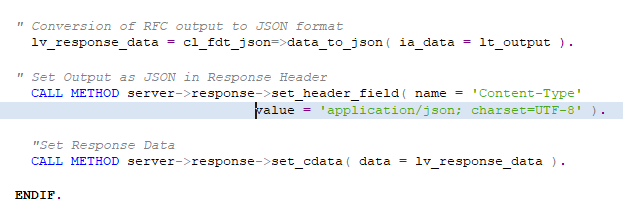 " Conversion of RFC output to JSON format
lv_response_data = cl_fdt_json=>data_to_json( ia_data = lt_output ).
" Set Output as JSON in Response Header
CALL METHOD server->response->set_header_field( name = 'Content-Type'
value = 'application/json; charset=UTF-8' ).
"Set Response Data
CALL METHOD server->response->set_cdata( data = lv_response_data ).
ENDIF.